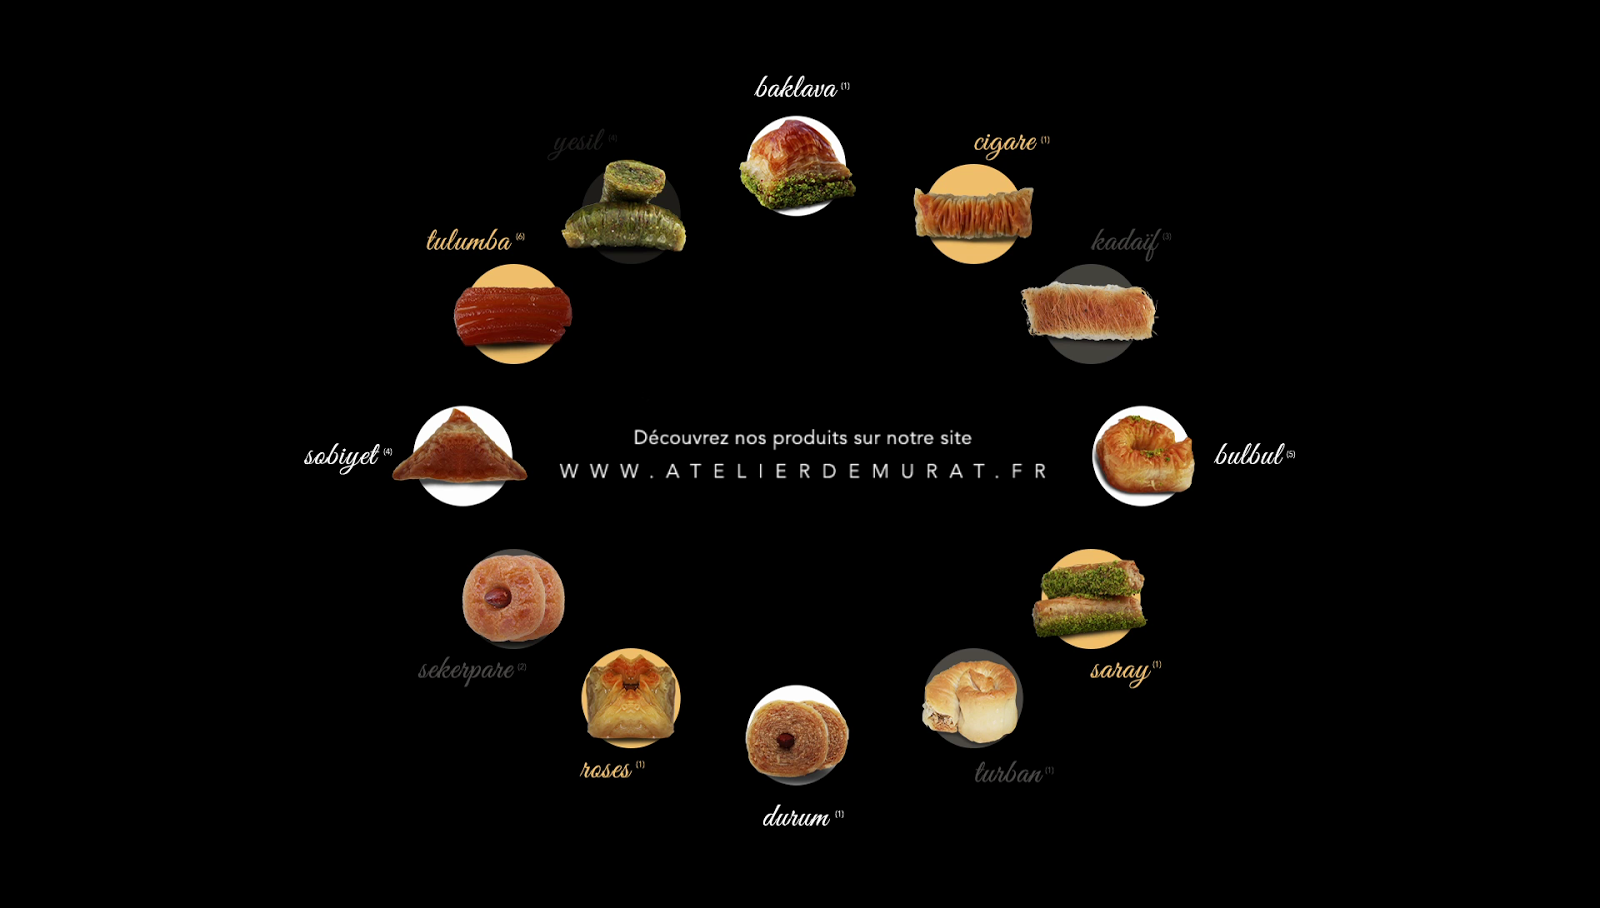 baklava (1)
yesil (4)
cigare (1)
tulumba (6)
kadaïf (3)
Découvrez nos produits sur notre site
WWW.ATELIERDEMURAT.FR
sobiyet (4)
bulbul (5)
sekerpare (2)
saray (1)
roses (1)
turban (1)
durum (1)